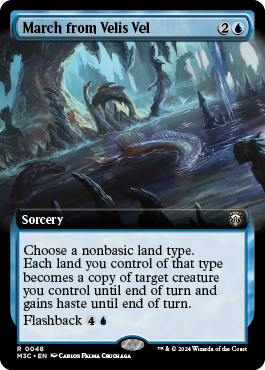 March from Velis Vel 2
Sorcery
Choose a nonbasic land type.
Each land you control of that type
becomes a copy of target creature
you control until end of turn and
gains haste until end of turn.
Flashback 4
R 0048
M3C • EN CARLOS PALMA CRUCHAGA
™ & © 2024 Wizards of the Coast